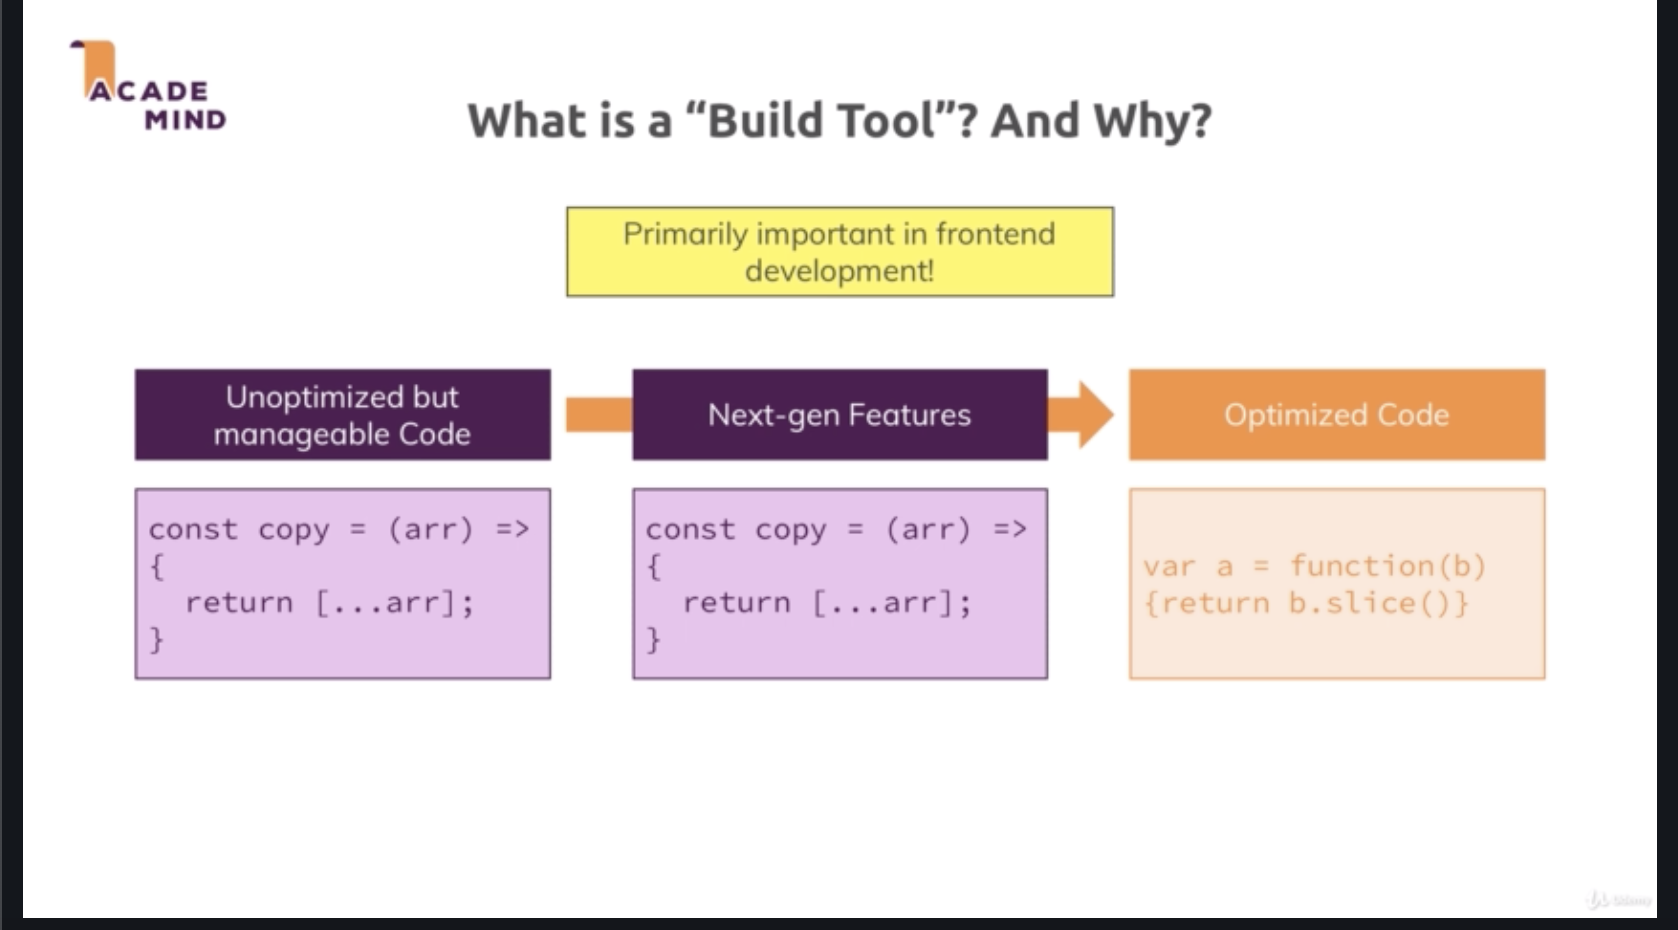 ACADE
MIND
What is a “Build Tool”? And Why?
Primarily important in frontend
development!
Unoptimized but
manageable Code
Next-gen Features
Optimized Code
const copy = (arr) =>
{
  return [...arr];
}
const copy = (arr) =>
{
  return [...arr];
}
var a = function(b)
{return b.slice()}
Udemy